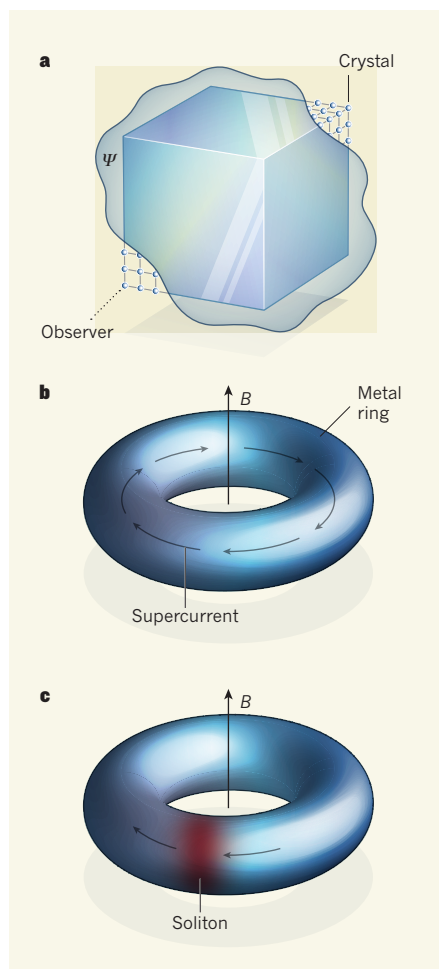 a
Crystal
Ψ
Observer
b
B
Metal
ring
Supercurrent
c
B
Soliton